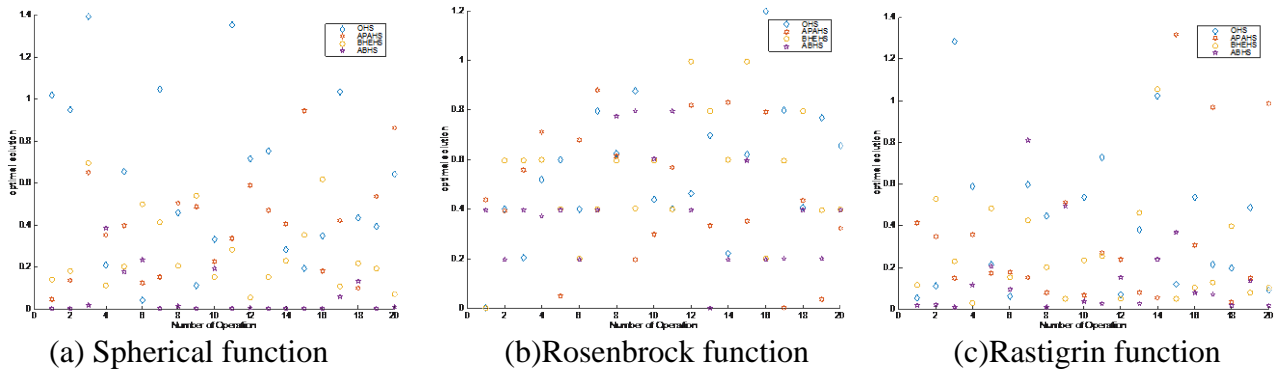 1.4
1.2
1
0.8
0.6
0.4
0.2
0
optimal solution
OHS
APAHS
BHEHS
ABHS
0 2 4 6 8 10 12 14 16 18 20
Number of Operation
(a) Spherical function
1.2
1
0.8
0.6
0.4
0.2
0
optimal solution
OHS
APAHS
BHEHS
ABHS
0 2 4 6 8 10 12 14 16 18 20
Number of Operation
(b)Rosenbrock function
1.4
1.2
1
0.8
0.6
0.4
0.2
0
optimal solution
OHS
APAHS
BHEHS
ABHS
0 2 4 6 8 10 12 14 16 18 20
Number of Operation
(c)Rastigrin function